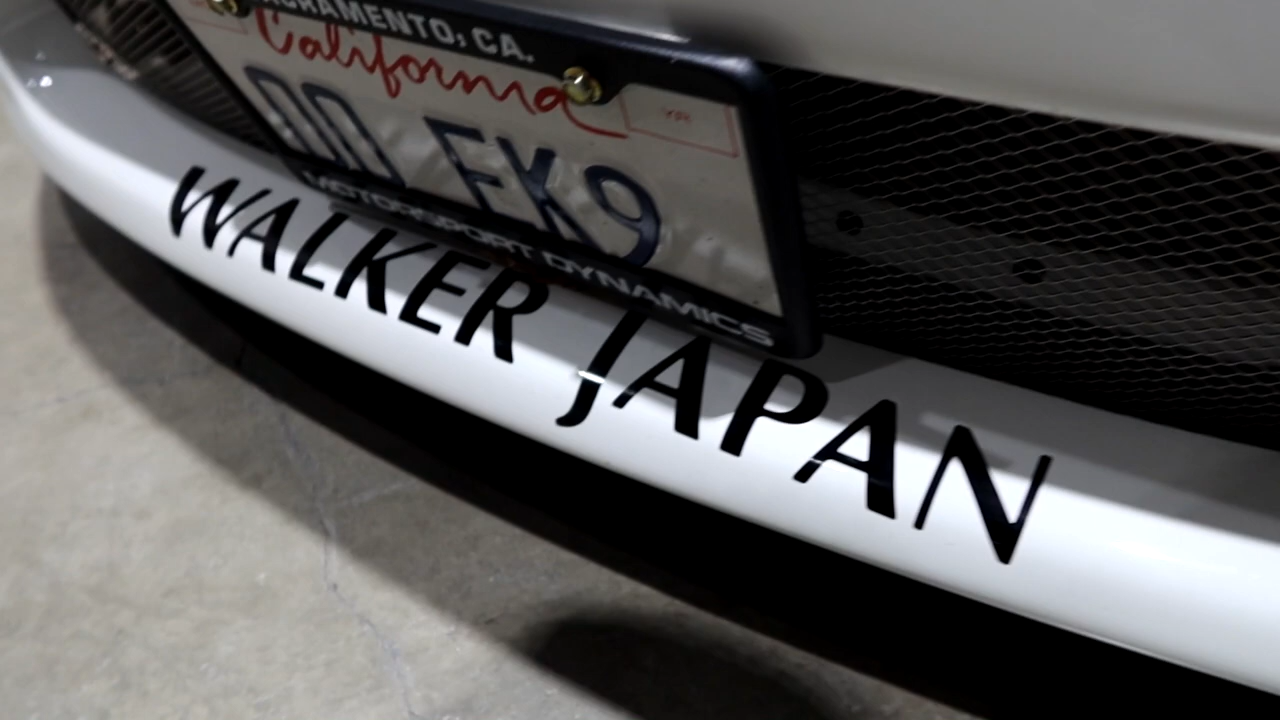 SACRAMENTO, CA.
California
00 EK9
MOTORSPORT DYNAMICS
WALKER JAPAN